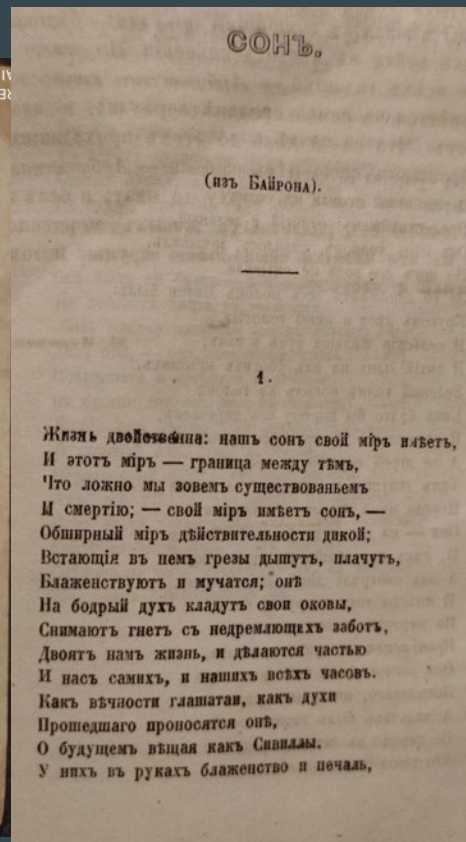 СОНЪ.
(изъ Байрона).
1.
Жизнь двойственна: нашъ сонъ свой міръ имѣетъ,
И этотъ міръ — граница между тѣмъ,
Что ложно мы зовемъ существованьемъ
И смертію; — свой міръ имѣетъ сонъ, —
Обширный міръ дѣйствительности дикой;
Встающія въ немъ грезы дышутъ, плачутъ,
Блаженствуютъ и мучатся; онѣ
На бодрый духъ кладутъ свои оковы,
Снимаютъ гнетъ съ недремлющихъ заботъ,
Двоятъ намъ жизнь, и дѣлаются частью
И насъ самихъ, и нашихъ всѣхъ часовъ.
Какъ вѣчности глашатаи, какъ духи
Прошедшаго проносятся онѣ,
О будущемъ вѣщая какъ Сивиллы.
У нихъ въ рукахъ блаженство и печаль,